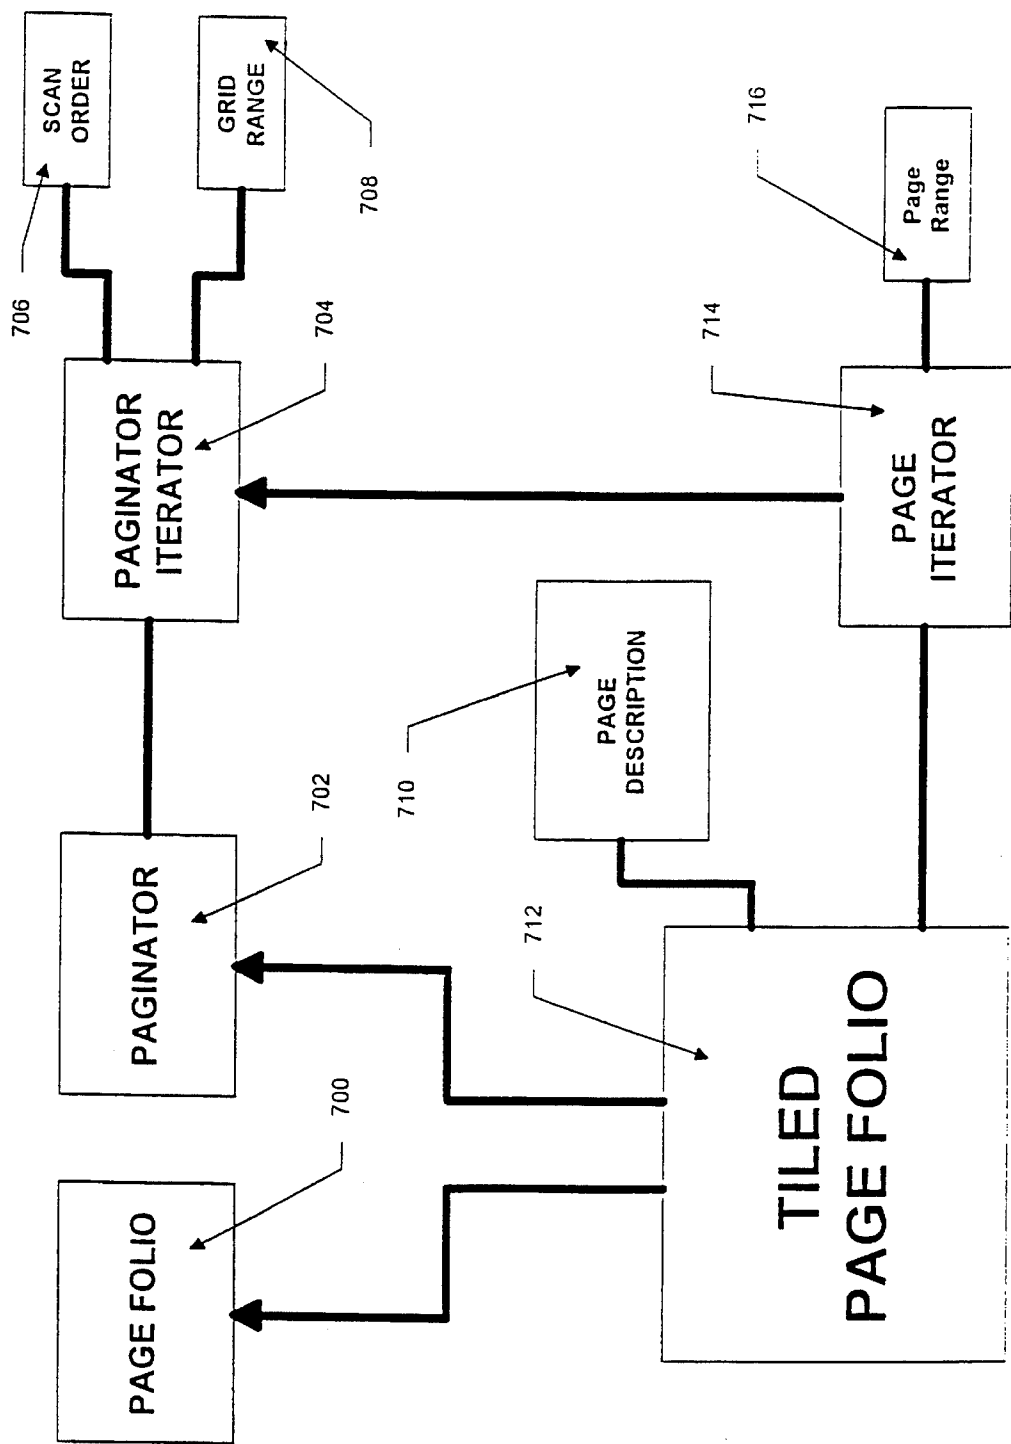 SCAN
ORDER
706
GRID
RANGE
708
PAGINATOR
ITERATOR
704
PAGINATOR
702
PAGE FOLIO
700
PAGE
DESCRIPTION
710
TILED
PAGE FOLIO
712
PAGE
ITERATOR
714
Page
Range
716